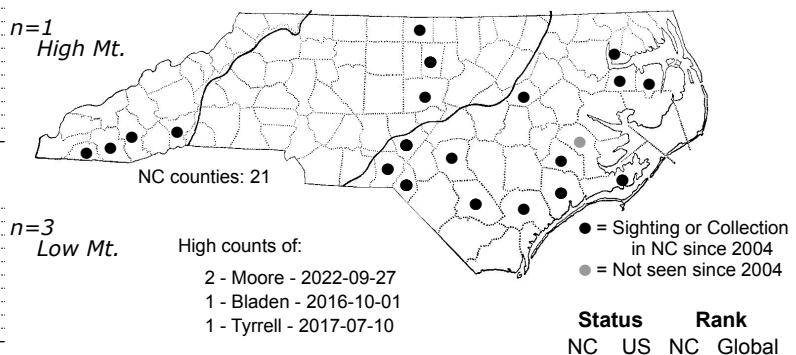 n=1
High Mt.
NC counties: 21
n=3
Low Mt.
High counts of:
2 - Moore - 2022-09-27
1 - Bladen - 2016-10-01
1 - Tyrrell - 2017-07-10
= Sighting or Collection
in NC since 2004
= Not seen since 2004
Status Rank
NC US NC Global